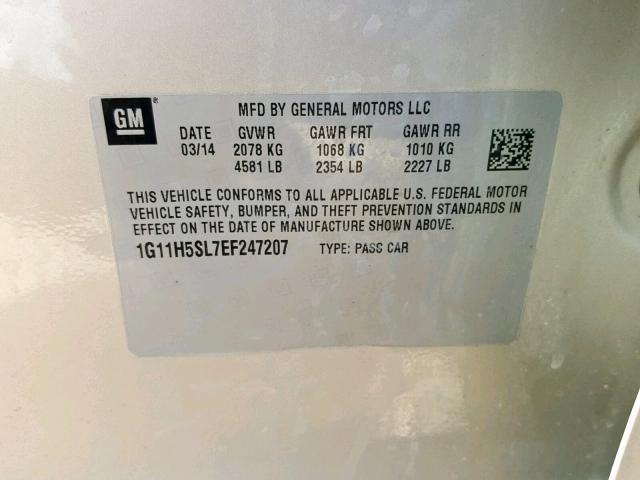 GM ®
MFD BY GENERAL MOTORS LLC
DATE GVWR GAWR FRT GAWR RR
03/14 2078 KG 1068 KG 1010 KG
4581 LB 2354 LB 2227 LB
THIS VEHICLE CONFORMS TO ALL APPLICABLE U.S. FEDERAL MOTOR
VEHICLE SAFETY, BUMPER, AND THEFT PREVENTION STANDARDS IN
EFFECT ON THE DATE OF MANUFACTURE SHOWN ABOVE.
1G11H5SL7EF247207 TYPE: PASS CAR